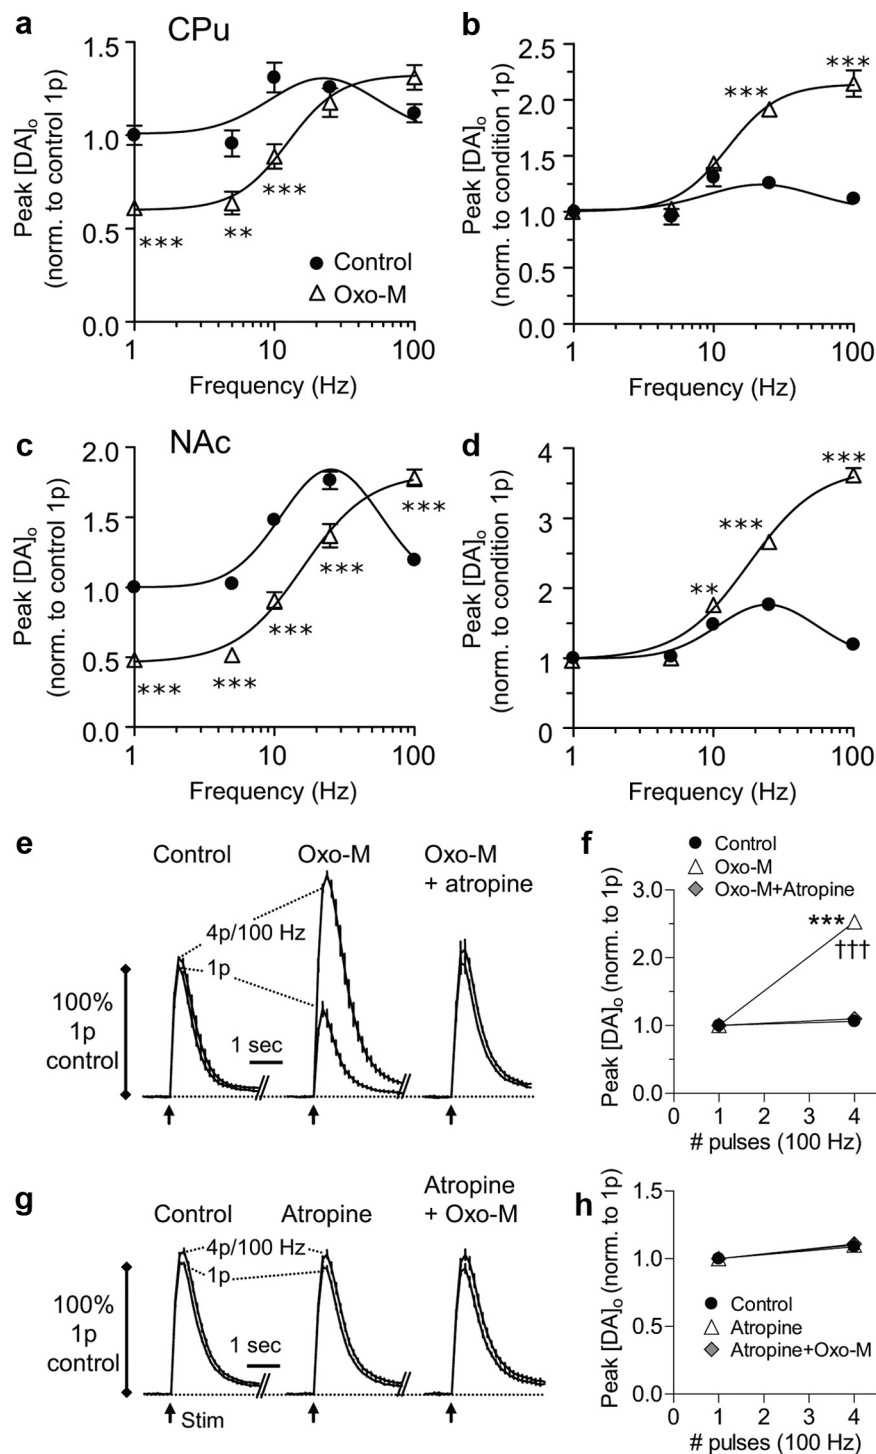 a
CPu
Peak [DA]o
(norm. to control 1p)
1.5
1.0
0.5
0.0
***
**
***
Control
Oxo-M
1
10
100
Frequency (Hz)
b
Peak [DA]o
(norm. to condition 1p)
2.5
2.0
1.5
1.0
0.5
0.0
***
***
1
10
100
Frequency (Hz)
c
NAc
Peak [DA]o
(norm. to control 1p)
2.0
1.5
1.0
0.5
0.0
***
***
***
***
***
1
10
100
Frequency (Hz)
d
Peak [DA]o
(norm. to condition 1p)
4
3
2
1
0
**
***
***
1
10
100
Frequency (Hz)
e
Control
Oxo-M
Oxo-M
+ atropine
4p/100 Hz
1p
100%
1p
control
1 sec
f
Control
Oxo-M
Oxo-M+Atropine
Peak [DA]o (norm. to 1p)
3.0
2.0
1.0
0.0
***
†††
0 1 2 3 4
# pulses (100 Hz)
g
Control
Atropine
Atropine
+ Oxo-M
4p/100 Hz
1p
100%
1p
control
1 sec
Stim
h
Peak [DA]o (norm. to 1p)
1.5
1.0
0.5
0.0
Control
Atropine
Atropine+Oxo-M
0 1 2 3 4
# pulses (100 Hz)